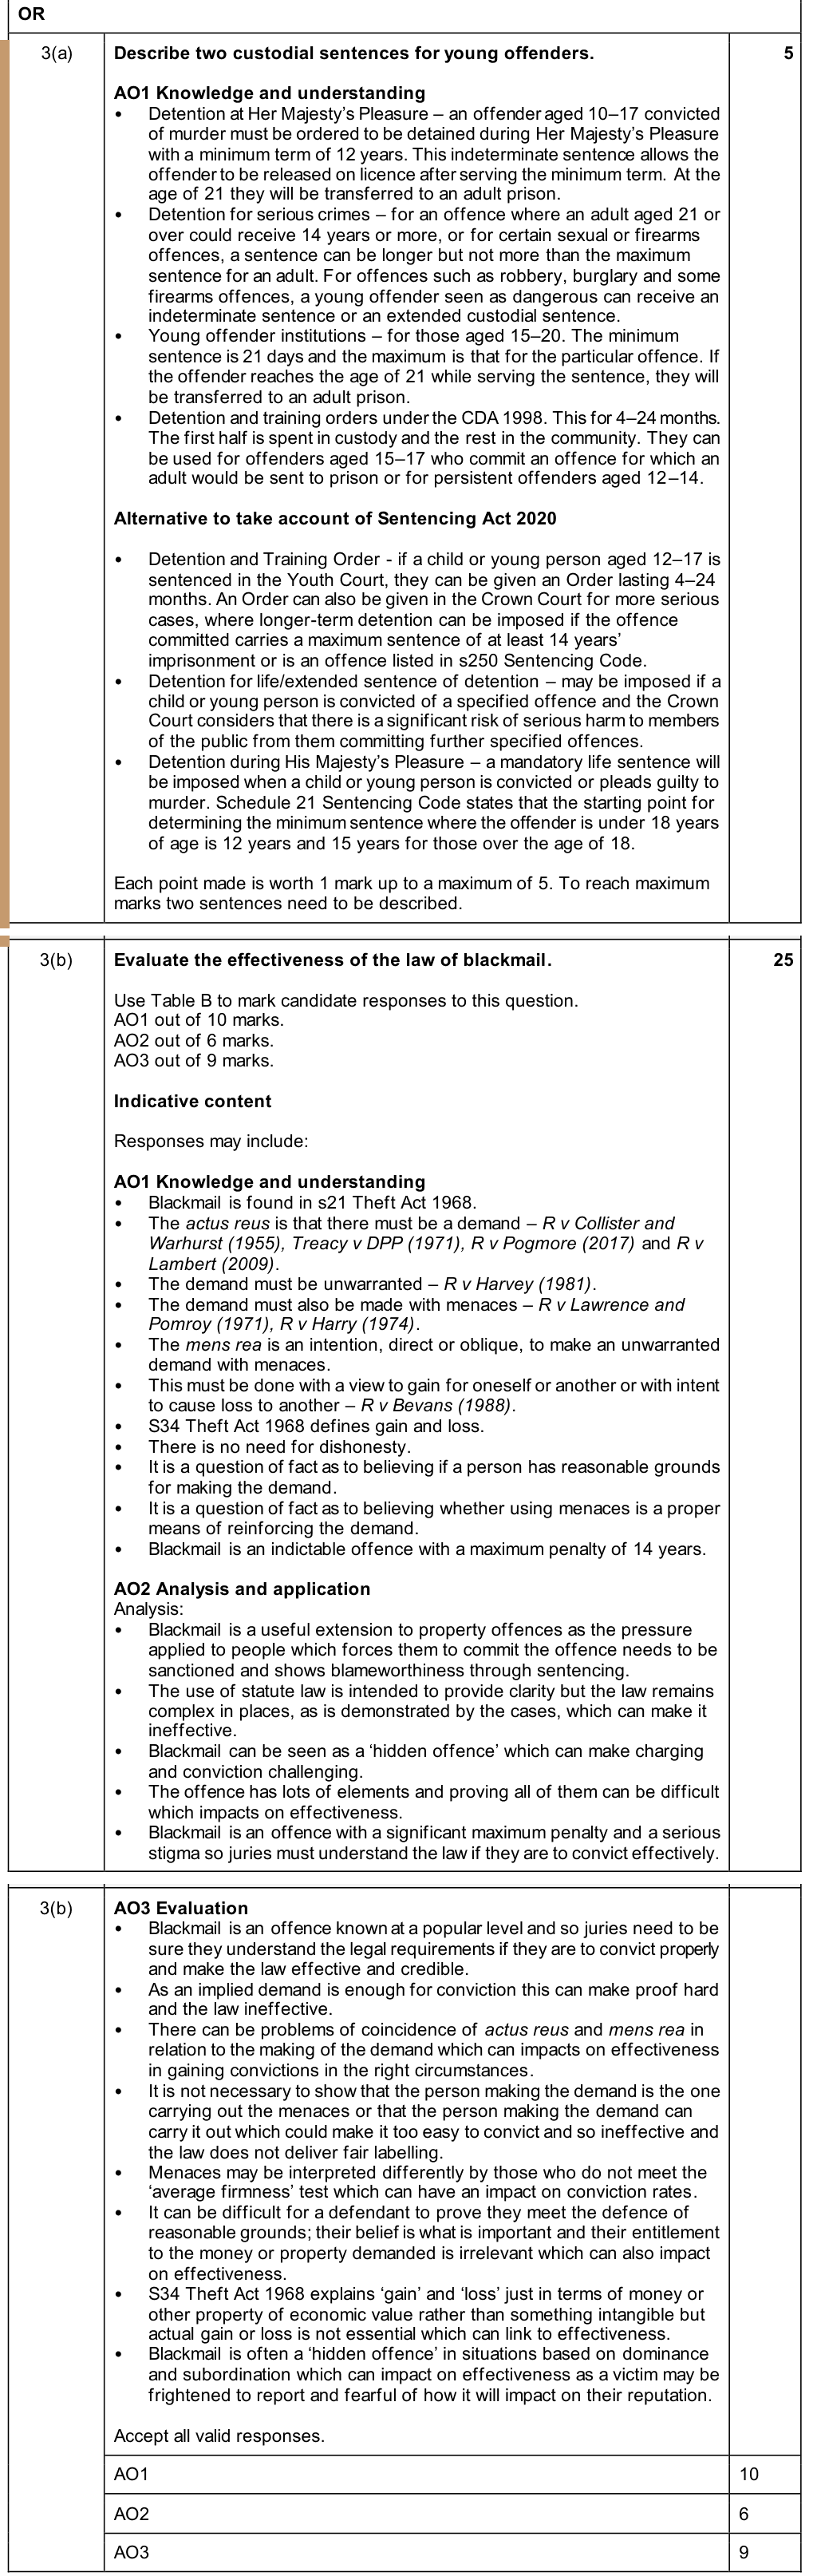 OR
3(a)
Describe two custodial sentences for young offenders.
5
AO1 Knowledge and understanding
• Detention at Her Majesty's Pleasure – an offender aged 10–17 convicted
of murder must be ordered to be detained during Her Majesty's Pleasure
with a minimum term of 12 years. This indeterminate sentence allows the
offender to be released on licence after serving the minimum term. At the
age of 21 they will be transferred to an adult prison.
• Detention for serious crimes – for an offence where an adult aged 21 or
over could receive 14 years or more, or for certain sexual or firearms
offences, a sentence can be longer but not more than the maximum
sentence for an adult. For offences such as robbery, burglary and some
firearms offences, a young offender seen as dangerous can receive an
indeterminate sentence or an extended custodial sentence.
• Young offender institutions – for those aged 15–20. The minimum
sentence is 21 days and the maximum is that for the particular offence. If
the offender reaches the age of 21 while serving the sentence, they will
be transferred to an adult prison.
• Detention and training orders under the CDA 1998. This for 4–24 months.
The first half is spent in custody and the rest in the community. They can
be used for offenders aged 15–17 who commit an offence for which an
adult would be sent to prison or for persistent offenders aged 12–14.
Alternative to take account of Sentencing Act 2020
• Detention and Training Order - if a child or young person aged 12–17 is
sentenced in the Youth Court, they can be given an Order lasting 4–24
months. An Order can also be given in the Crown Court for more serious
cases, where longer-term detention can be imposed if the offence
committed carries a maximum sentence of at least 14 years'
imprisonment or is an offence listed in s250 Sentencing Code.
• Detention for life/extended sentence of detention – may be imposed if a
child or young person is convicted of a specified offence and the Crown
Court considers that there is a significant risk of serious harm to members
of the public from them committing further specified offences.
• Detention during His Majesty's Pleasure – a mandatory life sentence will
be imposed when a child or young person is convicted or pleads guilty to
murder. Schedule 21 Sentencing Code states that the starting point for
determining the minimum sentence where the offender is under 18 years
of age is 12 years and 15 years for those over the age of 18.
Each point made is worth 1 mark up to a maximum of 5. To reach maximum
marks two sentences need to be described.
3(b)
Evaluate the effectiveness of the law of blackmail.
25
Use Table B to mark candidate responses to this question.
AO1 out of 10 marks.
AO2 out of 6 marks.
AO3 out of 9 marks.
Indicative content
Responses may include:
AO1 Knowledge and understanding
• Blackmail is found in s21 Theft Act 1968.
• The actus reus is that there must be a demand – R v Collister and
Warhurst (1955), Treacy v DPP (1971), R v Pogmore (2017) and R v
Lambert (2009).
• The demand must be unwarranted – R v Harvey (1981).
• The demand must also be made with menaces – R v Lawrence and
Pomroy (1971), R v Harry (1974).
• The mens rea is an intention, direct or oblique, to make an unwarranted
demand with menaces.
• This must be done with a view to gain for oneself or another or with intent
to cause loss to another – R v Bevans (1988).
• S34 Theft Act 1968 defines gain and loss.
• There is no need for dishonesty.
• It is a question of fact as to believing if a person has reasonable grounds
for making the demand.
• It is a question of fact as to believing whether using menaces is a proper
means of reinforcing the demand.
• Blackmail is an indictable offence with a maximum penalty of 14 years.
AO2 Analysis and application
Analysis:
• Blackmail is a useful extension to property offences as the pressure
applied to people which forces them to commit the offence needs to be
sanctioned and shows blameworthiness through sentencing.
• The use of statute law is intended to provide clarity but the law remains
complex in places, as is demonstrated by the cases, which can make it
ineffective.
• Blackmail can be seen as a 'hidden offence' which can make charging
and conviction challenging.
• The offence has lots of elements and proving all of them can be difficult
which impacts on effectiveness.
• Blackmail is an offence with a significant maximum penalty and a serious
stigma so juries must understand the law if they are to convict effectively.
3(b)
AO3 Evaluation
• Blackmail is an offence known at a popular level and so juries need to be
sure they understand the legal requirements if they are to convict properly
and make the law effective and credible.
• As an implied demand is enough for conviction this can make proof hard
and the law ineffective.
• There can be problems of coincidence of actus reus and mens rea in
relation to the making of the demand which can impacts on effectiveness
in gaining convictions in the right circumstances.
• It is not necessary to show that the person making the demand is the one
carrying out the menaces or that the person making the demand can
carry it out which could make it too easy to convict and so ineffective and
the law does not deliver fair labelling.
• Menaces may be interpreted differently by those who do not meet the
'average firmness' test which can have an impact on conviction rates.
• It can be difficult for a defendant to prove they meet the defence of
reasonable grounds; their belief is what is important and their entitlement
to the money or property demanded is irrelevant which can also impact
on effectiveness.
• S34 Theft Act 1968 explains 'gain' and 'loss' just in terms of money or
other property of economic value rather than something intangible but
actual gain or loss is not essential which can link to effectiveness.
• Blackmail is often a 'hidden offence' in situations based on dominance
and subordination which can impact on effectiveness as a victim may be
frightened to report and fearful of how it will impact on their reputation.
Accept all valid responses.
AO1 10
AO2 6
AO3 9